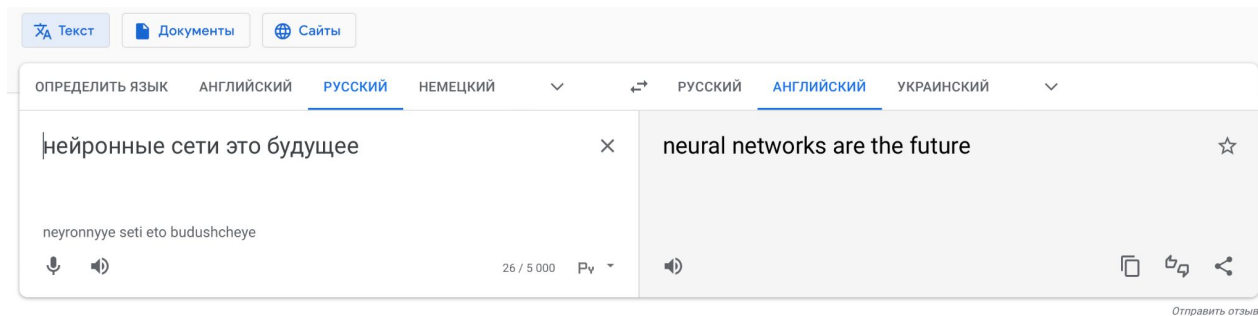 Текст Документы Сайты
ОПРЕДЕЛИТЬ ЯЗЫК АНГЛИЙСКИЙ РУССКИЙ НЕМЕЦКИЙ РУССКИЙ АНГЛИЙСКИЙ УКРАИНСКИЙ
нейронные сети это будущее
neural networks are the future
neyronnyye seti eto budushcheye
26 / 5 000 Ру
Отправить отзыв